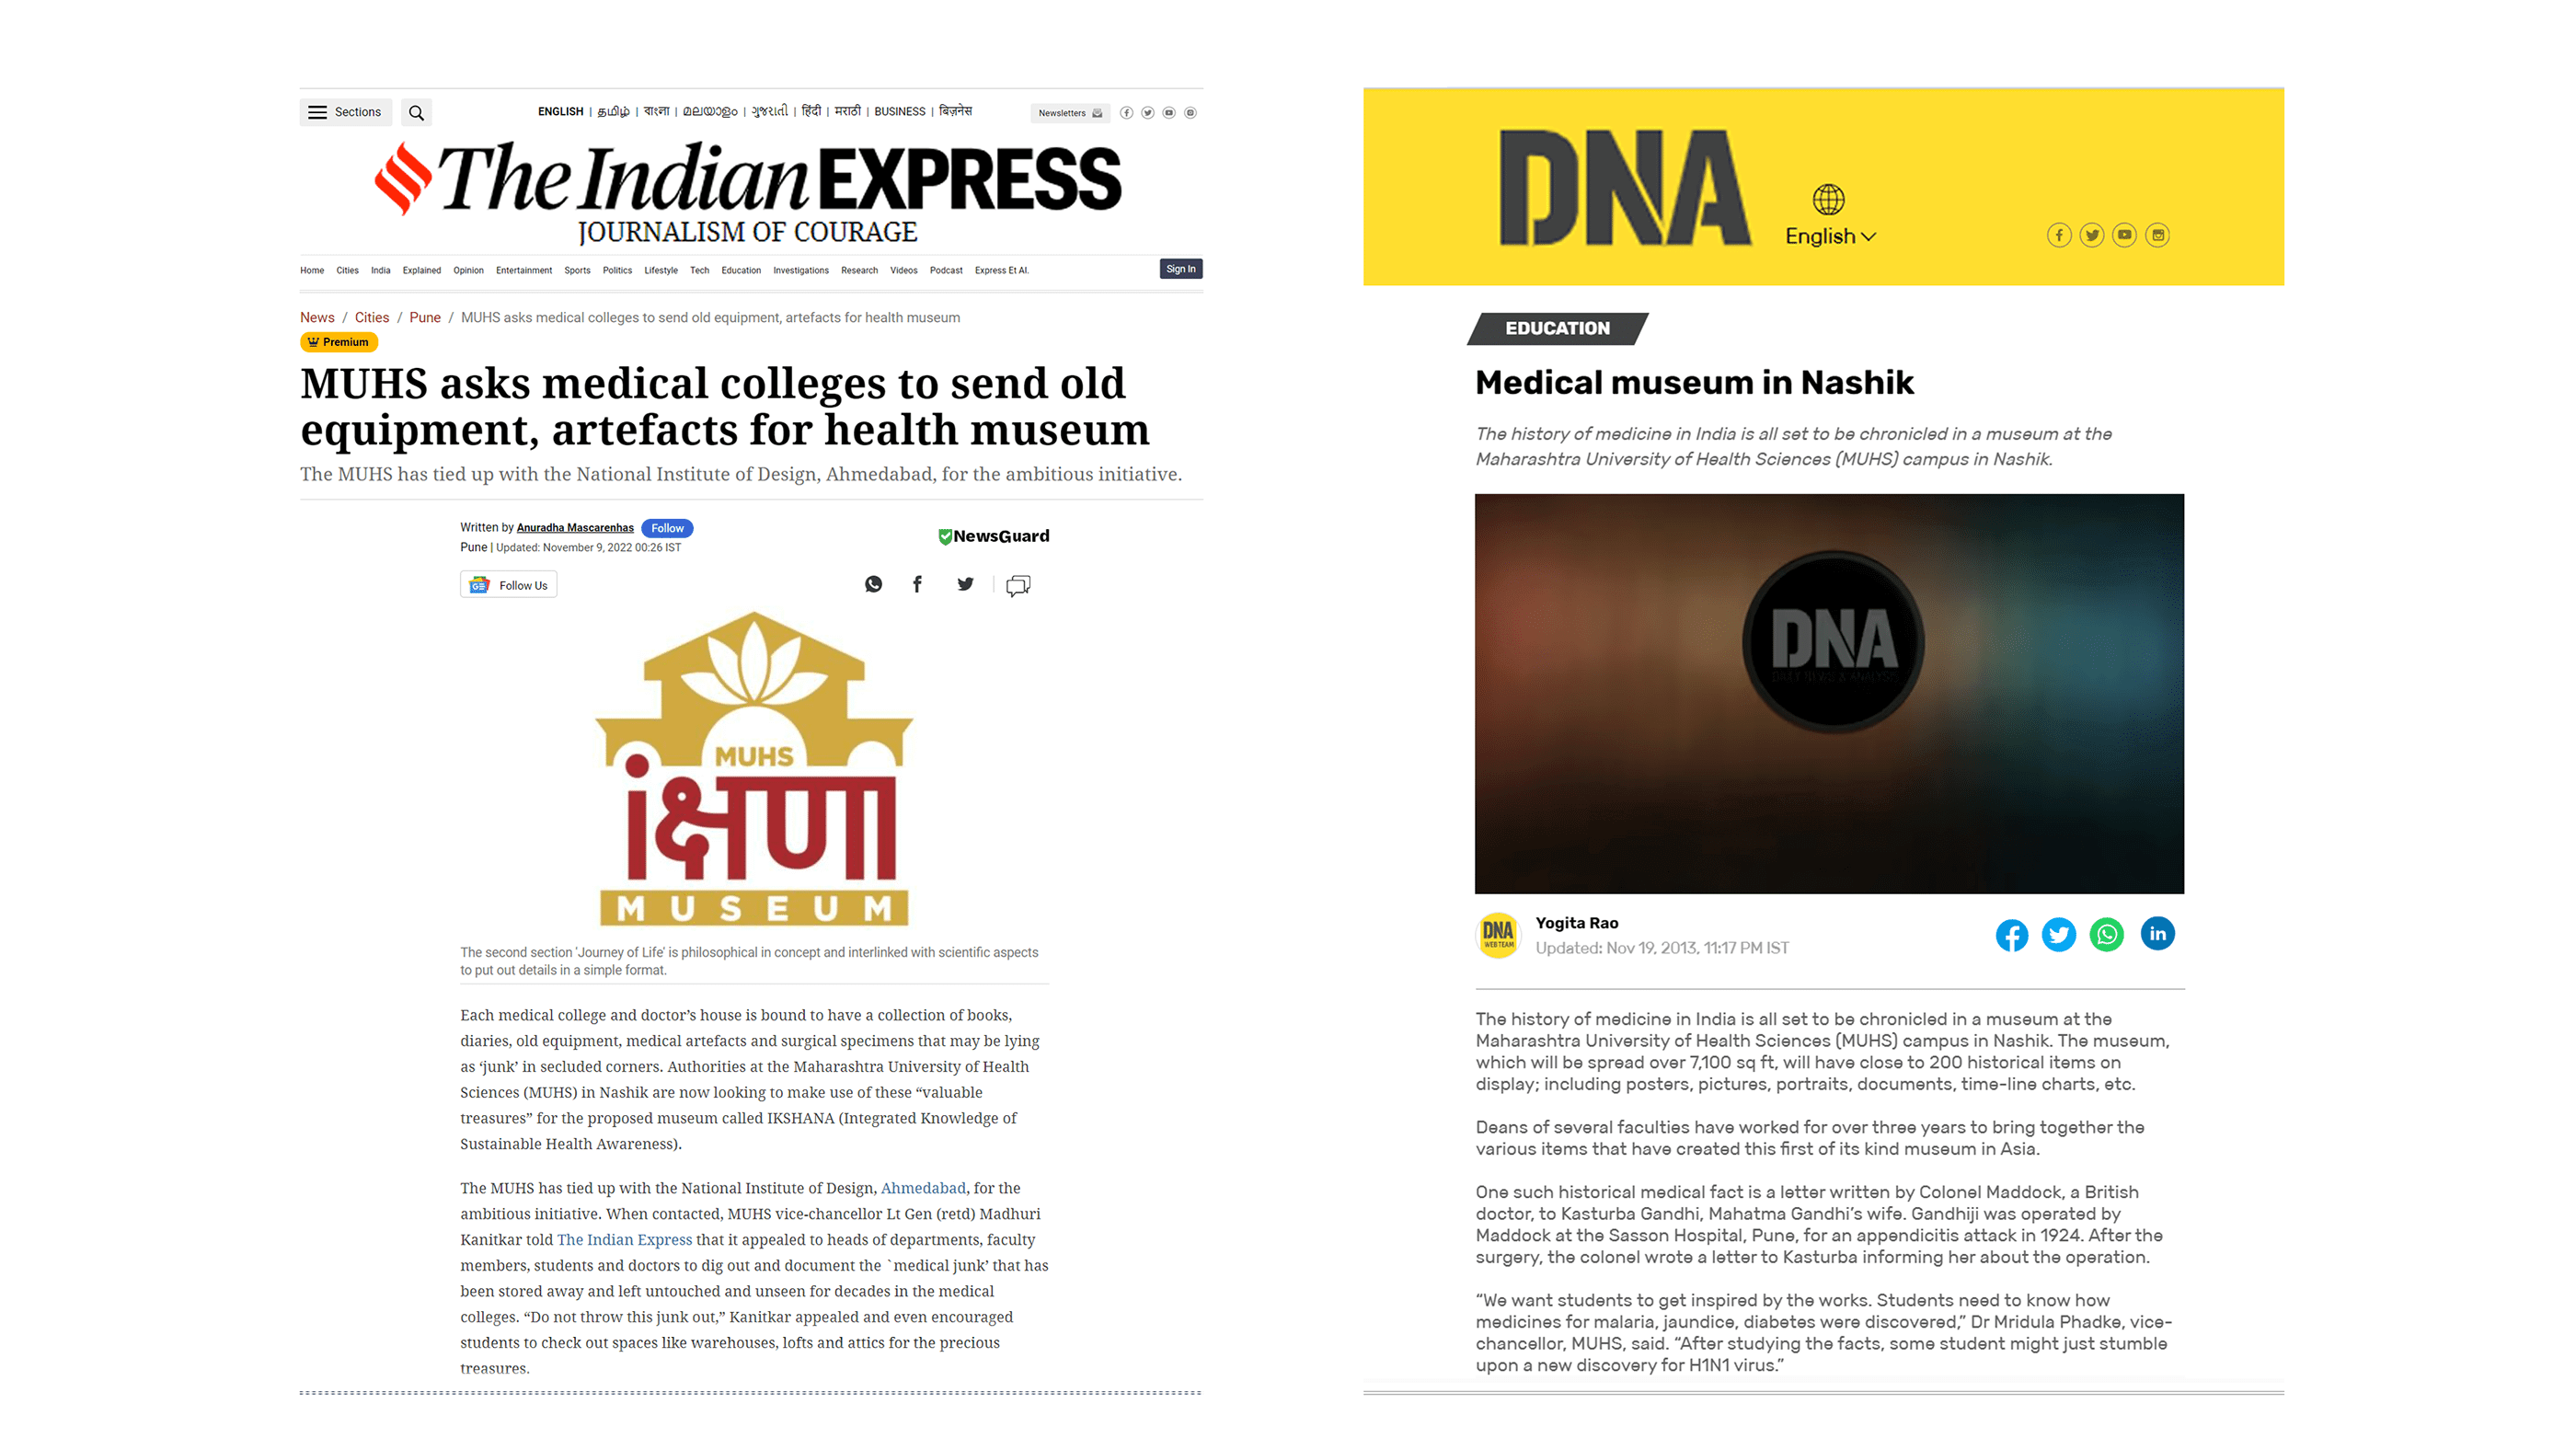 Sections
ENGLISH | தமிழ் | বাংলা | മലയാളം | ગુજરાતી | हिंदी | मराठी | BUSINESS | बिज़नेस
Newsletters
The Indian EXPRESS
JOURNALISM OF COURAGE
Home Cities India Explained Opinion Entertainment Sports Politics Lifestyle Tech Education Investigations Research Videos Podcast Express Et Al.
Sign In
News / Cities / Pune / MUHS asks medical colleges to send old equipment, artefacts for health museum
Premium
MUHS asks medical colleges to send old
equipment, artefacts for health museum
The MUHS has tied up with the National Institute of Design, Ahmedabad, for the ambitious initiative.
Written by Anuradha Mascarenhas Follow
Pune | Updated: November 9, 2022 00:26 IST
NewsGuard
GE Follow Us
MUHS
iक्षणा
MUSEUM
The second section 'Journey of Life' is philosophical in concept and interlinked with scientific aspects
to put out details in a simple format.
Each medical college and doctor’s house is bound to have a collection of books,
diaries, old equipment, medical artefacts and surgical specimens that may be lying
as ‘junk’ in secluded corners. Authorities at the Maharashtra University of Health
Sciences (MUHS) in Nashik are now looking to make use of these “valuable
treasures” for the proposed museum called IKSHANA (Integrated Knowledge of
Sustainable Health Awareness).
The MUHS has tied up with the National Institute of Design, Ahmedabad, for the
ambitious initiative. When contacted, MUHS vice-chancellor Lt Gen (retd) Madhuri
Kanitkar told The Indian Express that it appealed to heads of departments, faculty
members, students and doctors to dig out and document the `medical junk’ that has
been stored away and left untouched and unseen for decades in the medical
colleges. “Do not throw this junk out,” Kanitkar appealed and even encouraged
students to check out spaces like warehouses, lofts and attics for the precious
treasures.
DNA
English
EDUCATION
Medical museum in Nashik
The history of medicine in India is all set to be chronicled in a museum at the
Maharashtra University of Health Sciences (MUHS) campus in Nashik.
DNA
DAILY NEWS & ANALYSIS
DNA
WEB TEAM
Yogita Rao
Updated: Nov 19, 2013, 11:17 PM IST
The history of medicine in India is all set to be chronicled in a museum at the
Maharashtra University of Health Sciences (MUHS) campus in Nashik. The museum,
which will be spread over 7,100 sq ft, will have close to 200 historical items on
display; including posters, pictures, portraits, documents, time-line charts, etc.
Deans of several faculties have worked for over three years to bring together the
various items that have created this first of its kind museum in Asia.
One such historical medical fact is a letter written by Colonel Maddock, a British
doctor, to Kasturba Gandhi, Mahatma Gandhi’s wife. Gandhiji was operated by
Maddock at the Sasson Hospital, Pune, for an appendicitis attack in 1924. After the
surgery, the colonel wrote a letter to Kasturba informing her about the operation.
“We want students to get inspired by the works. Students need to know how
medicines for malaria, jaundice, diabetes were discovered,” Dr Mridula Phadke, vice-
chancellor, MUHS, said. “After studying the facts, some student might just stumble
upon a new discovery for H1N1 virus.”